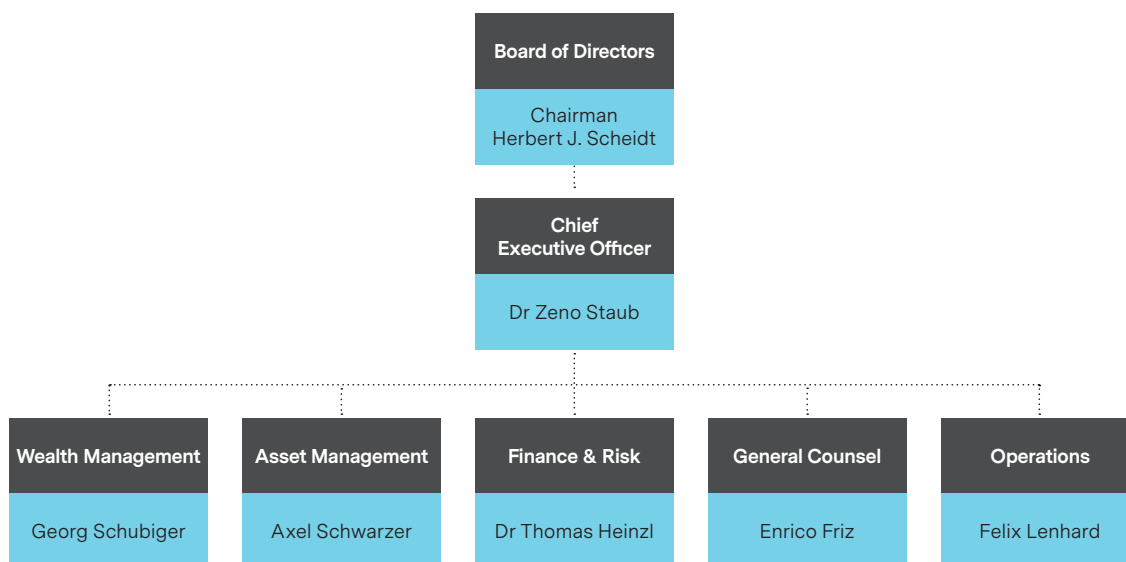 Board of Directors
Chairman
Herbert J. Scheidt
Chief
Executive Officer
Dr Zeno Staub
Wealth Management
Georg Schubiger
Asset Management
Axel Schwarzer
Finance & Risk
Dr Thomas Heinzl
General Counsel
Enrico Friz
Operations
Felix Lenhard